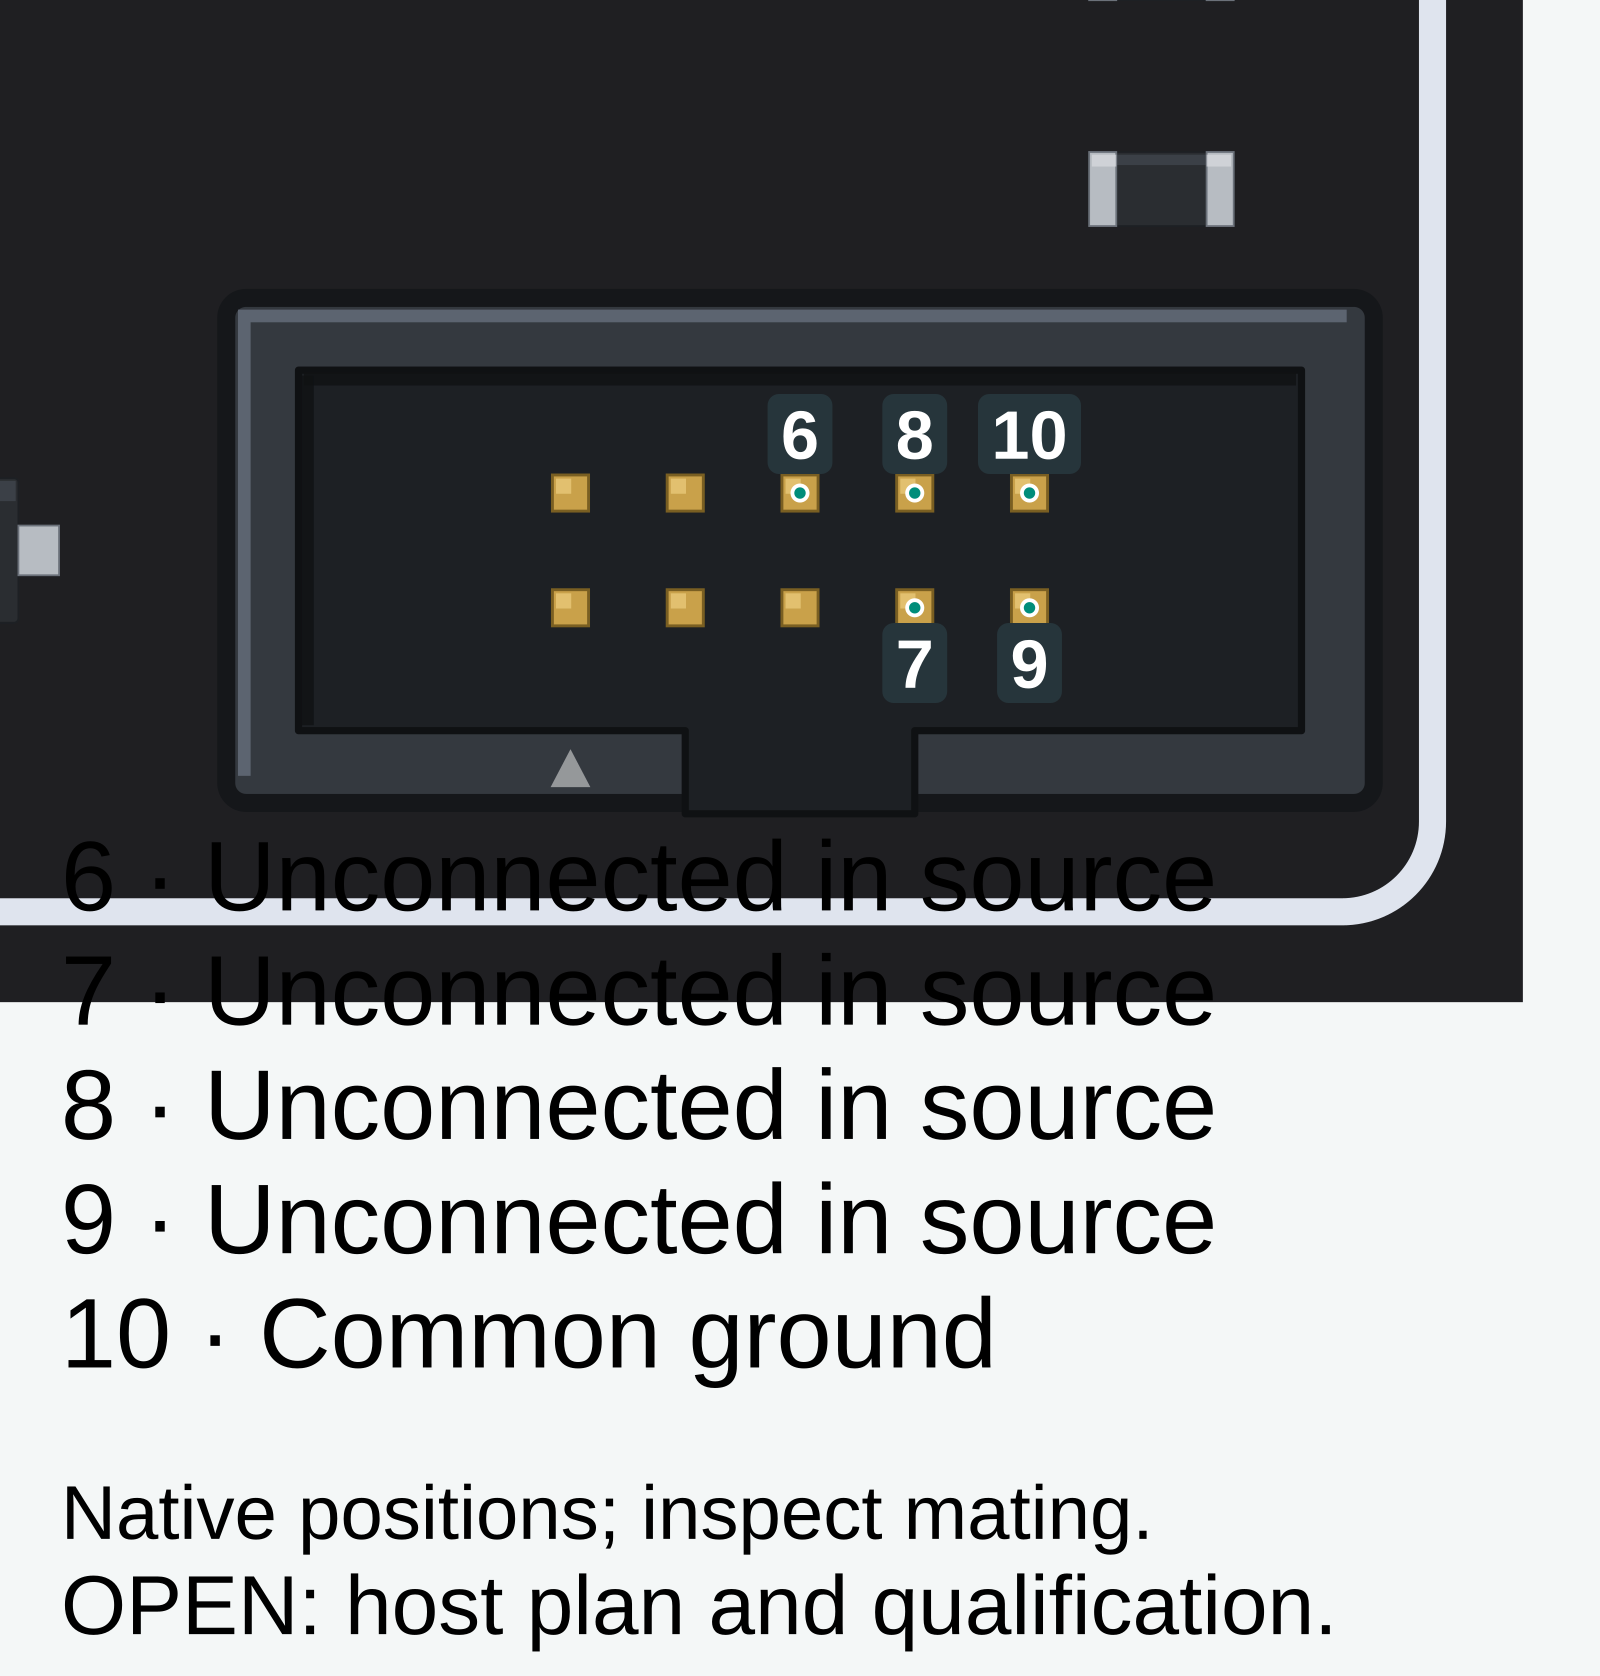 6 8 10
7 9
6 · Unconnected in source
7 · Unconnected in source
8 · Unconnected in source
9 · Unconnected in source
10 · Common ground
Native positions; inspect mating.
OPEN: host plan and qualification.